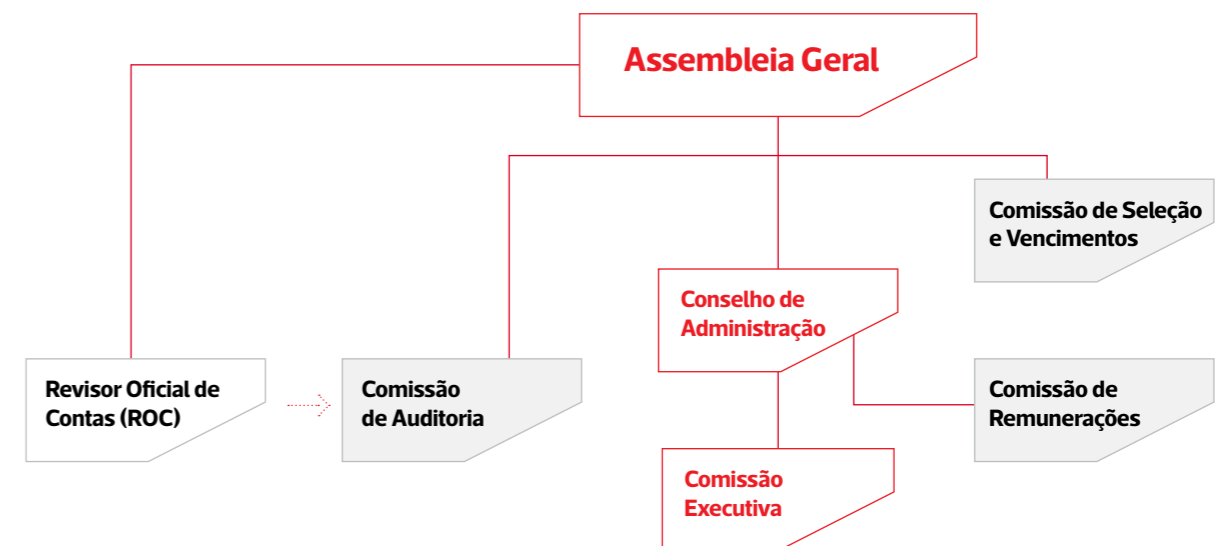 Assembleia Geral
Comissão de Seleção
e Vencimentos
Conselho de
Administração
Revisor Oficial de
Contas (ROC)
Comissão
de Auditoria
Comissão de
Remunerações
Comissão
Executiva